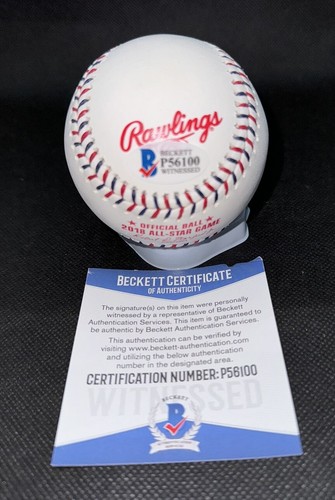 Rawlings
BECKETT
B P56100
WITNESSED
★ OFFICIAL BALL ★
2018 ALL-STAR GAME
BECKETT CERTIFICATE
OF AUTHENTICITY
The signature(s) on this item were personally
witnessed by a representative of Beckett
Authentication Services. This item is guaranteed to
be authentic by Beckett Authentication Services.
This authentication can be verified by
visiting www.beckett-authentication.com
and utilizing the below authentication
number in the designated area.
CERTIFICATION NUMBER: P56100
WITNESSED
BECKETT
B